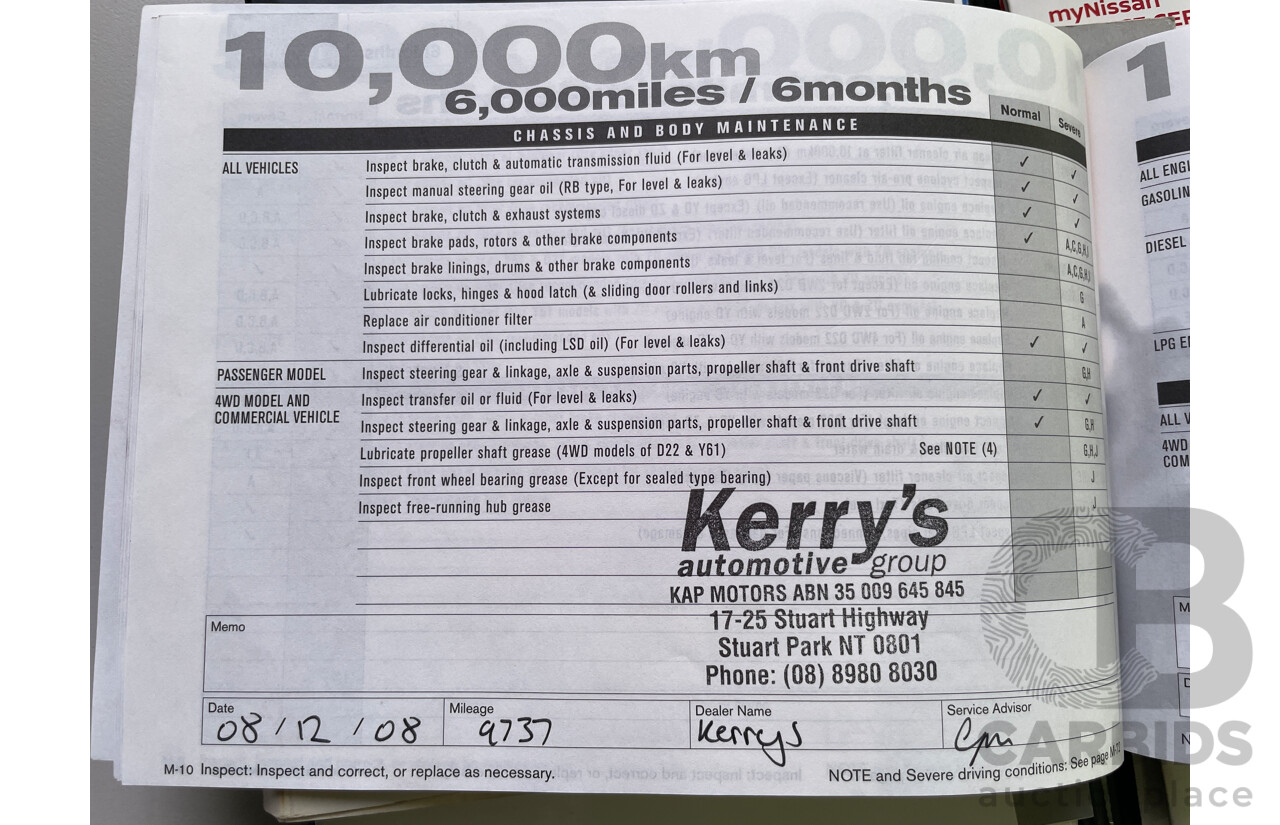 myNissan
10,000km
6,000miles / 6months
Normal
Severe
CHASSIS AND BODY MAINTENANCE
ALL VEHICLES
Inspect brake, clutch & automatic transmission fluid (For level & leaks) ✓ ✓
Inspect manual steering gear oil (RB type, For level & leaks) ✓ ✓
Inspect brake, clutch & exhaust systems ✓ ✓
Inspect brake pads, rotors & other brake components ✓ A,C,G,H,
Inspect brake linings, drums & other brake components A,C,G,H,
Lubricate locks, hinges & hood latch (& sliding door rollers and links) G
Replace air conditioner filter A
Inspect differential oil (including LSD oil) (For level & leaks) ✓ ✓
PASSENGER MODEL
Inspect steering gear & linkage, axle & suspension parts, propeller shaft & front drive shaft G,H
4WD MODEL AND
COMMERCIAL VEHICLE
Inspect transfer oil or fluid (For level & leaks) ✓ ✓
Inspect steering gear & linkage, axle & suspension parts, propeller shaft & front drive shaft ✓ G,H
Lubricate propeller shaft grease (4WD models of D22 & Y61) See NOTE (4) G,H,J
Inspect front wheel bearing grease (Except for sealed type bearing) J
Inspect free-running hub grease J
Kerry's
automotive group
KAP MOTORS ABN 35 009 645 845
17-25 Stuart Highway
Stuart Park NT 0801
Phone: (08) 8980 8030
Memo
Date
08/12/08
Mileage
9737
Dealer Name
Kerrys
Service Advisor
M-10 Inspect: Inspect and correct, or replace as necessary.
NOTE and Severe driving conditions: See page M-72
1
ALL ENGI
GASOLIN
DIESEL
LPG E
ALL V
4WD
COM
M
D
N
CARBIDS
auction place